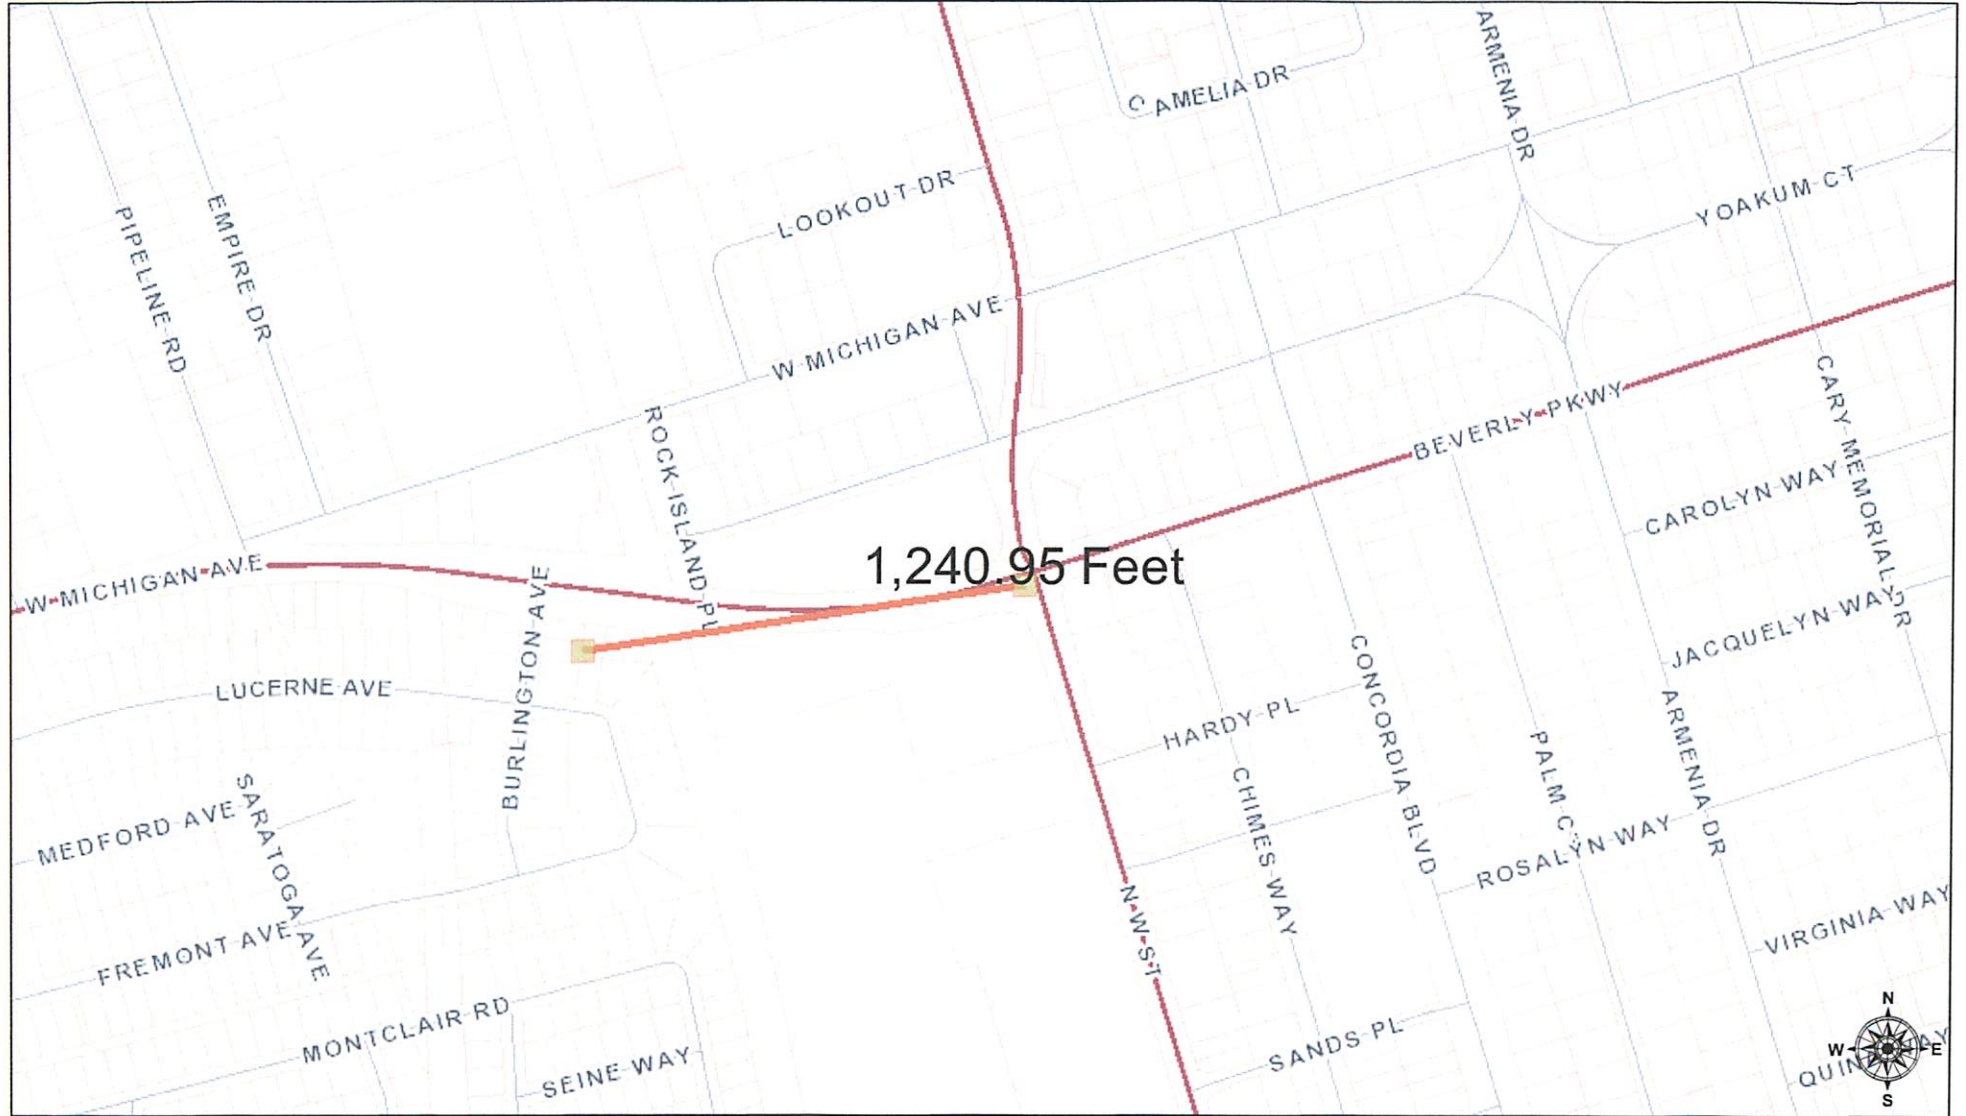 ARMENIA DR
AMELIA DR
YOAKUM CT
LOOKOUT DR
PIPELINE RD
EMPIRE DR
W MICHIGAN AVE
CARY MEMORIAL DR
BEVERLY PKWY
ROCK ISLAND PL
CAROLYN WAY
1,240.95 Feet
W MICHIGAN AVE
BURLINGTON AVE
JACQUELYN WAY
LUCERNE AVE
CONCORDIA BLVD
HARDY PL
ARMENIA DR
PALM
CHIMES WAY
SARATOGA AVE
MEDFORD AVE
ROSALYN WAY
N W ST
VIRGINIA WAY
FREMONT AVE
MONTCLAIR RD
SANDS PL
SEINE WAY
N
W
E
S